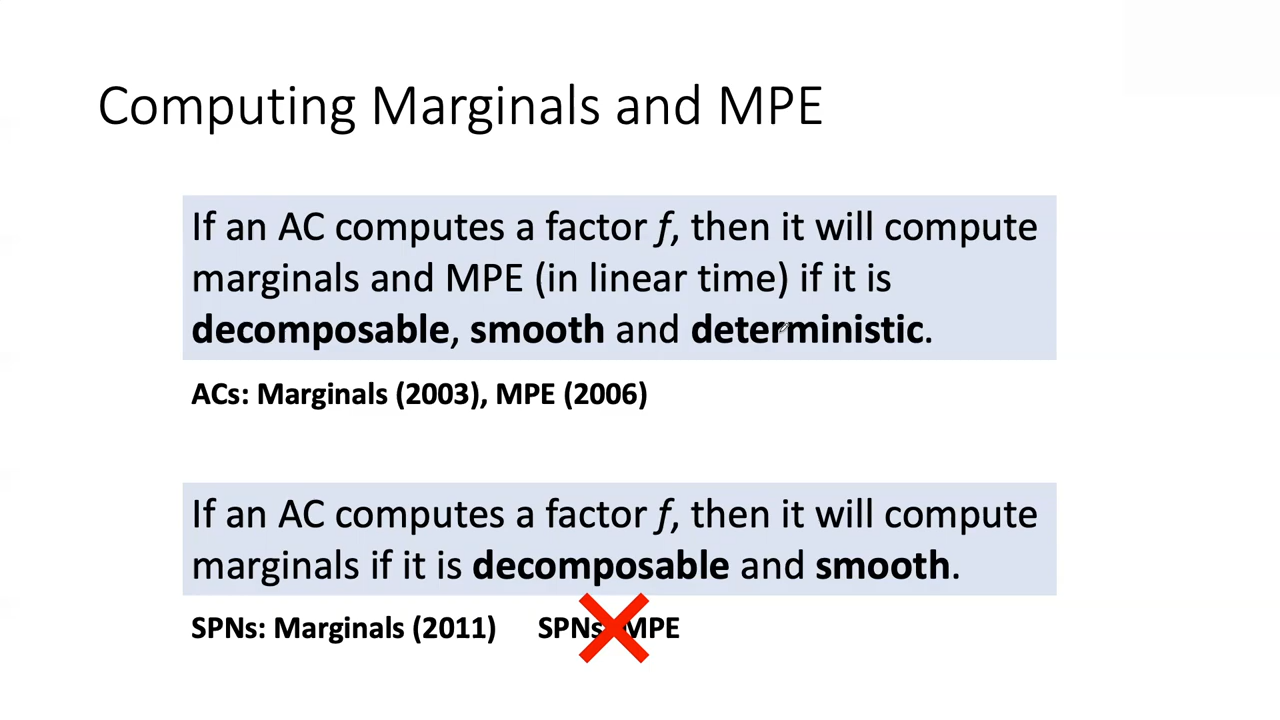 Computing Marginals and MPE
If an AC computes a factor f, then it will compute
marginals and MPE (in linear time) if it is
decomposable, smooth and deterministic.
ACs: Marginals (2003), MPE (2006)
If an AC computes a factor f, then it will compute
marginals if it is decomposable and smooth.
SPNs: Marginals (2011) SPNs: MPE